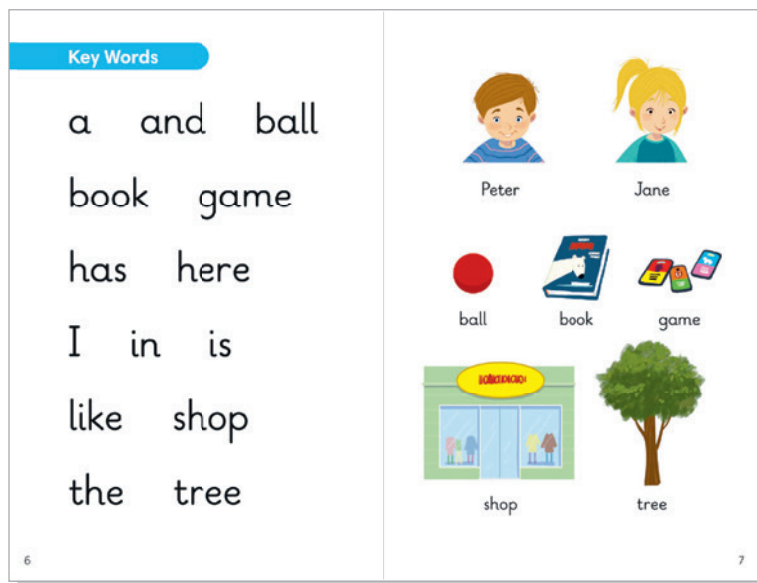 Key Words
a and ball
book game
has here
I in is
like shop
the tree
6
Peter Jane
ball book game
shop tree
7